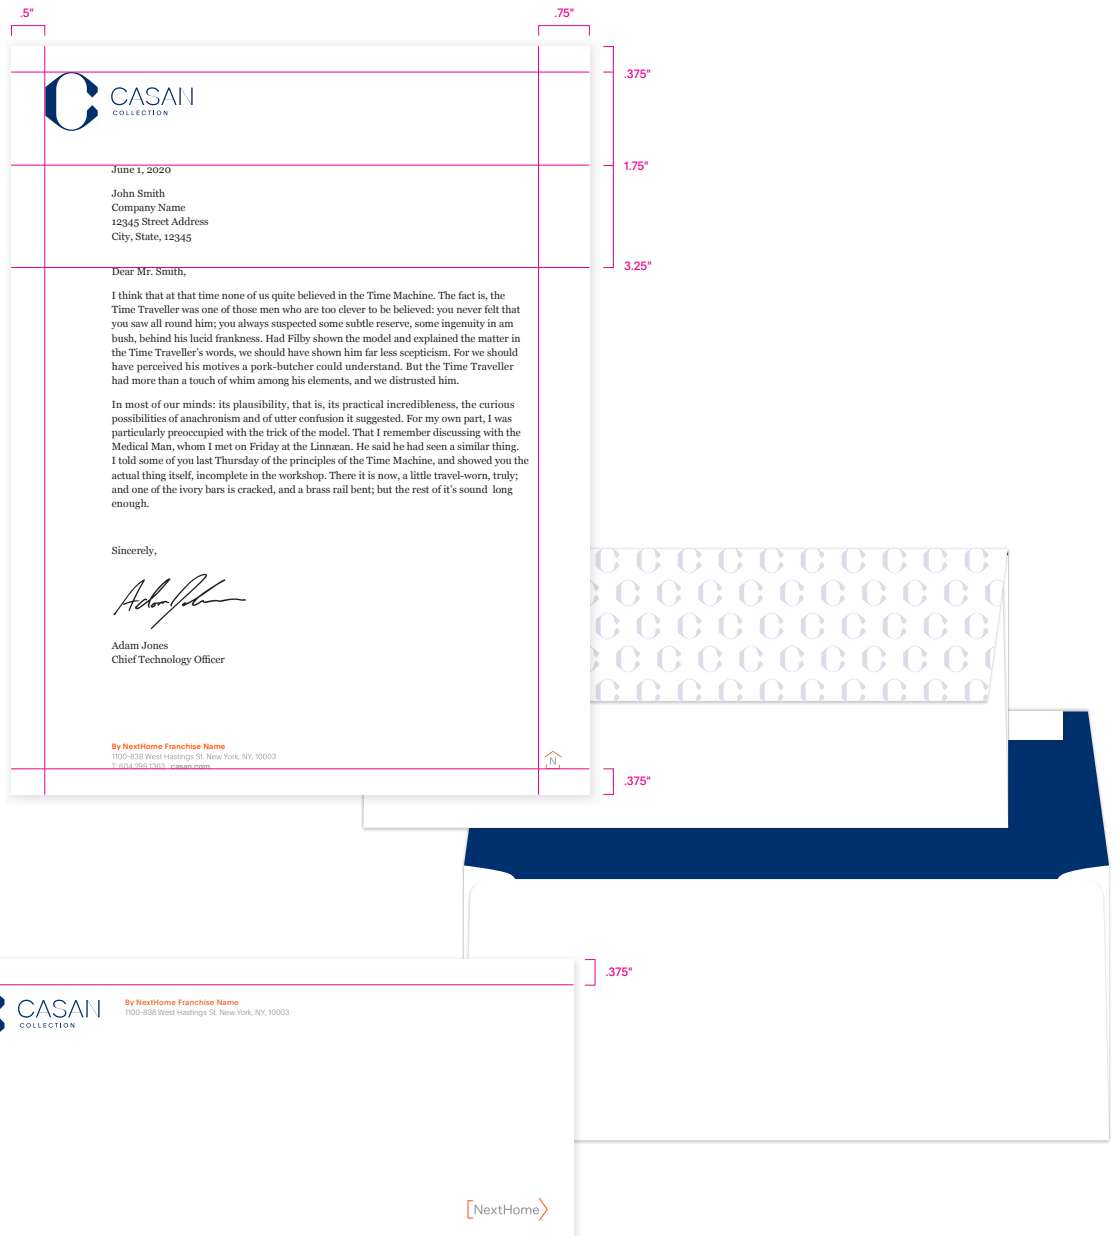 .5"
.75"
.375"
CASAN
COLLECTION
1.75"
June 1, 2020
John Smith
Company Name
12345 Street Address
City, State, 12345
3.25"
Dear Mr. Smith,
I think that at that time none of us quite believed in the Time Machine. The fact is, the
Time Traveller was one of those men who are too clever to be believed: you never felt that
you saw all round him; you always suspected some subtle reserve, some ingenuity in am
bush, behind his lucid frankness. Had Filby shown the model and explained the matter in
the Time Traveller's words, we should have shown him far less scepticism. For we should
have perceived his motives a pork-butcher could understand. But the Time Traveller
had more than a touch of whim among his elements, and we distrusted him.
In most of our minds: its plausibility, that is, its practical incredibleness, the curious
possibilities of anachronism and of utter confusion it suggested. For my own part, I was
particularly preoccupied with the trick of the model. That I remember discussing with the
Medical Man, whom I met on Friday at the Linnæan. He said he had seen a similar thing.
I told some of you last Thursday of the principles of the Time Machine, and showed you the
actual thing itself, incomplete in the workshop. There it is now, a little travel-worn, truly;
and one of the ivory bars is cracked, and a brass rail bent; but the rest of it's sound  long
enough.
Sincerely,
Adam Jones
Chief Technology Officer
By NextHome Franchise Name
1100-838 West Hastings St. New York, NY, 10003
T: 604 299 1363  casan.com
N
.375"
.375"
CASAN
COLLECTION
By NextHome Franchise Name
1100-838 West Hastings St. New York, NY, 10003
NextHome